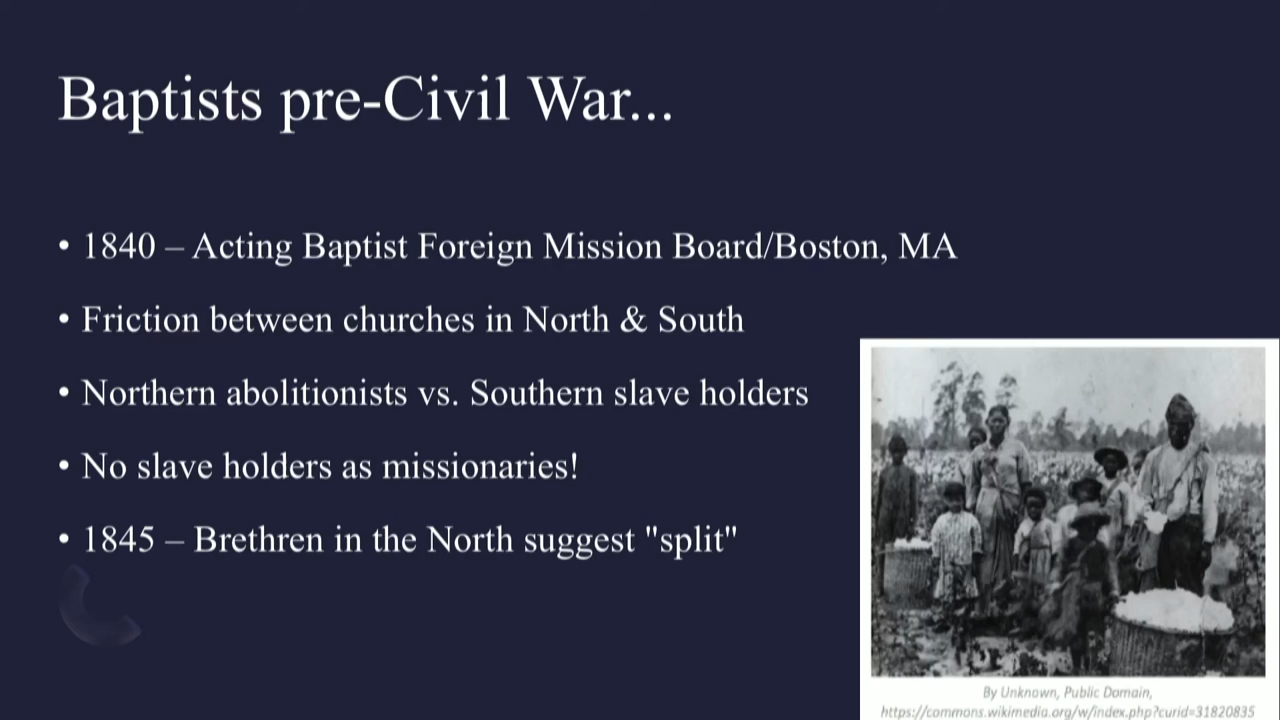 Baptists pre-Civil War...
• 1840 – Acting Baptist Foreign Mission Board/Boston, MA
• Friction between churches in North & South
• Northern abolitionists vs. Southern slave holders
• No slave holders as missionaries!
• 1845 – Brethren in the North suggest "split"
By Unknown, Public Domain,
https://commons.wikimedia.org/w/index.php?curid=31820835